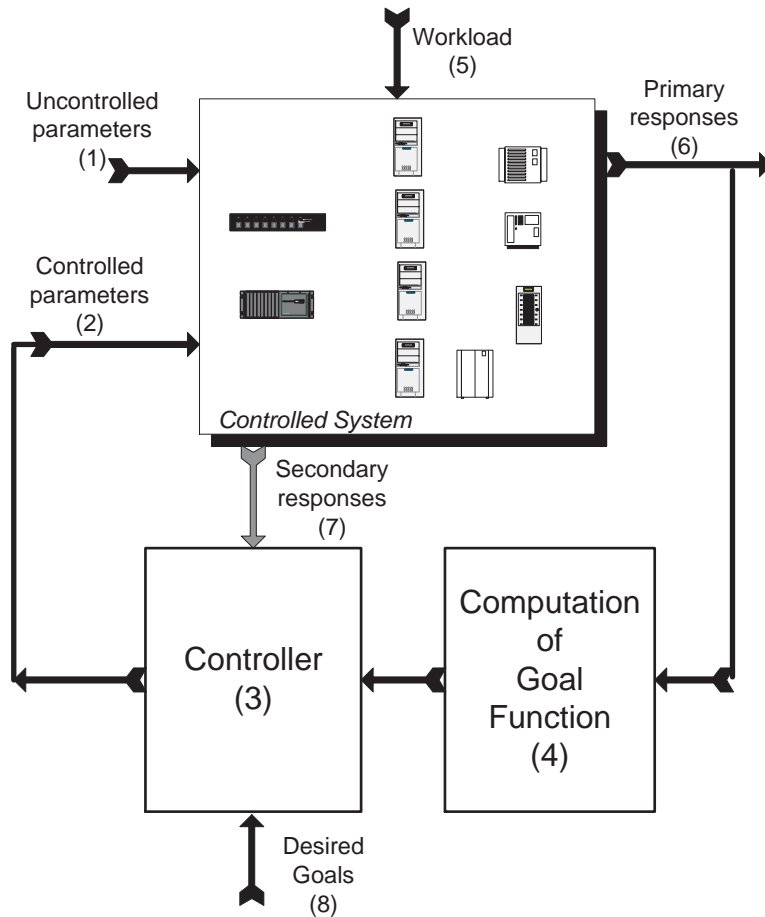 Workload
(5)
Uncontrolled
parameters
(1)
Primary
responses
(6)
Controlled
parameters
(2)
Controlled System
Secondary
responses
(7)
Controller
(3)
Computation
of
Goal
Function
(4)
Desired
Goals
(8)